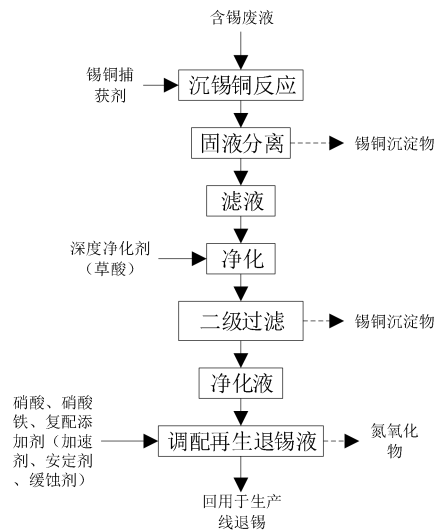 含锡废液
锡铜捕
获剂
沉锡铜反应
固液分离
锡铜沉淀物
滤液
深度净化剂
（草酸）
净化
二级过滤
锡铜沉淀物
净化液
硝酸、硝酸
铁、复配添
加剂（加速
剂、安定剂
、缓蚀剂）
调配再生退锡液
氮氧化
物
回用于生产
线退锡